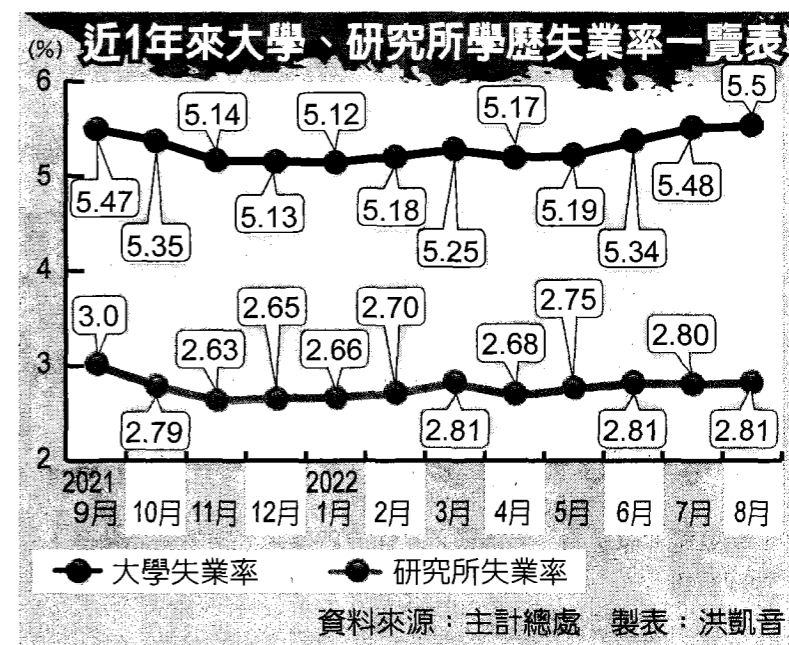 近1年來大學、研究所學歷失業率一覽表
(%)
6
5.14 5.12 5.17 5.5
5
5.47 5.35 5.13 5.18 5.25 5.19 5.34 5.48
4
3.0 2.63 2.65 2.66 2.70 2.68 2.75 2.80
3
2.79 2.81 2.81 2.81
2
2021 2022
9月 10月 11月 12月 1月 2月 3月 4月 5月 6月 7月 8月
大學失業率 研究所失業率
資料來源：主計總處 製表：洪凱音